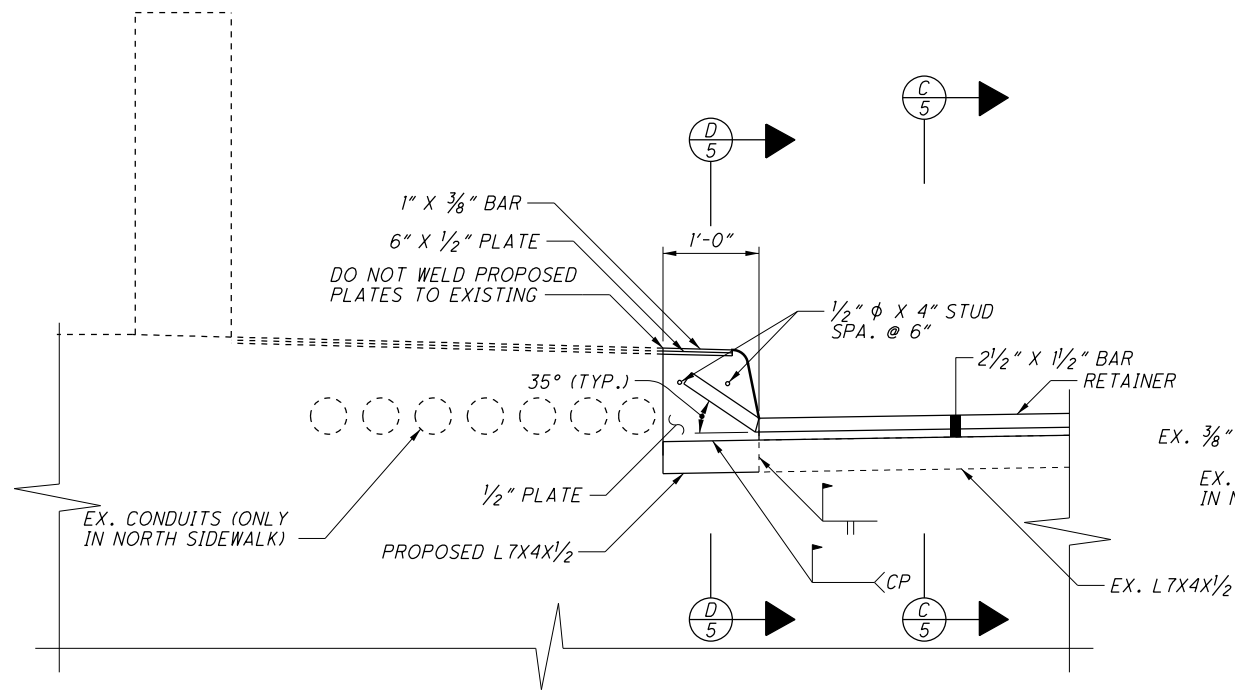 C
5
D
5
1" X 3/8" BAR
6" X 1/2" PLATE
1'-0"
DO NOT WELD PROPOSED
PLATES TO EXISTING
1/2" ϕ X 4" STUD
SPA. @ 6"
2 1/2" X 1 1/2" BAR
RETAINER
35° (TYP.)
EX. 3/8"
EX.
1/2" PLATE
EX. CONDUITS (ONLY
IN NORTH SIDEWALK)
PROPOSED L7X4X1/2
CP
EX. L7X4X1/2
D
5
C
5